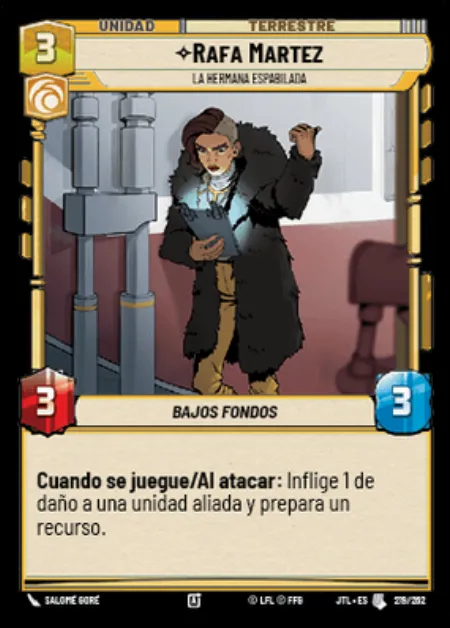 UNIDAD
TERRESTRE
3
✧RAFA MARTEZ
LA HERMANA ESPABILADA
3
BAJOS FONDOS
3
Cuando se juegue/Al atacar: Inflige 1 de
daño a una unidad aliada y prepara un
recurso.
SALOMÉ GORÉ
© LFL ℗ FFG
JTL•ES
219/262